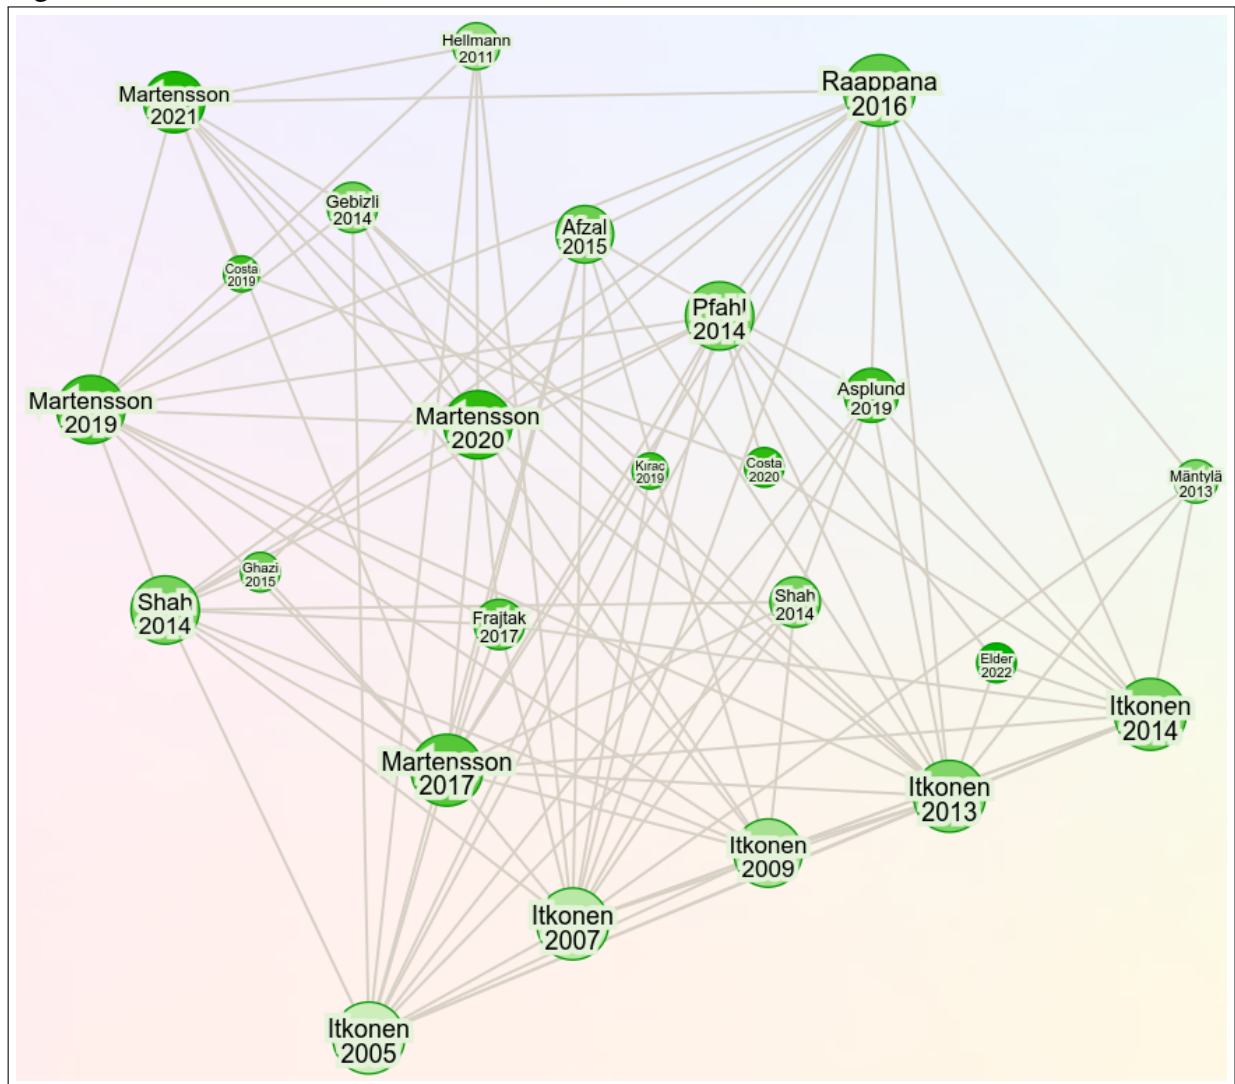 Hellmann
2011
Martensson
2021
Raappana
2016
Gebizli
2014
Afzal
2015
Costa
2019
Pfahl
2014
Martensson
2019
Martensson
2020
Asplund
2019
Kıraç
2019
Costa
2020
Mäntylä
2013
Ghazi
2015
Shah
2014
Frajtak
2017
Shah
2014
Elder
2022
Itkonen
2014
Martensson
2017
Itkonen
2013
Itkonen
2009
Itkonen
2007
Itkonen
2005